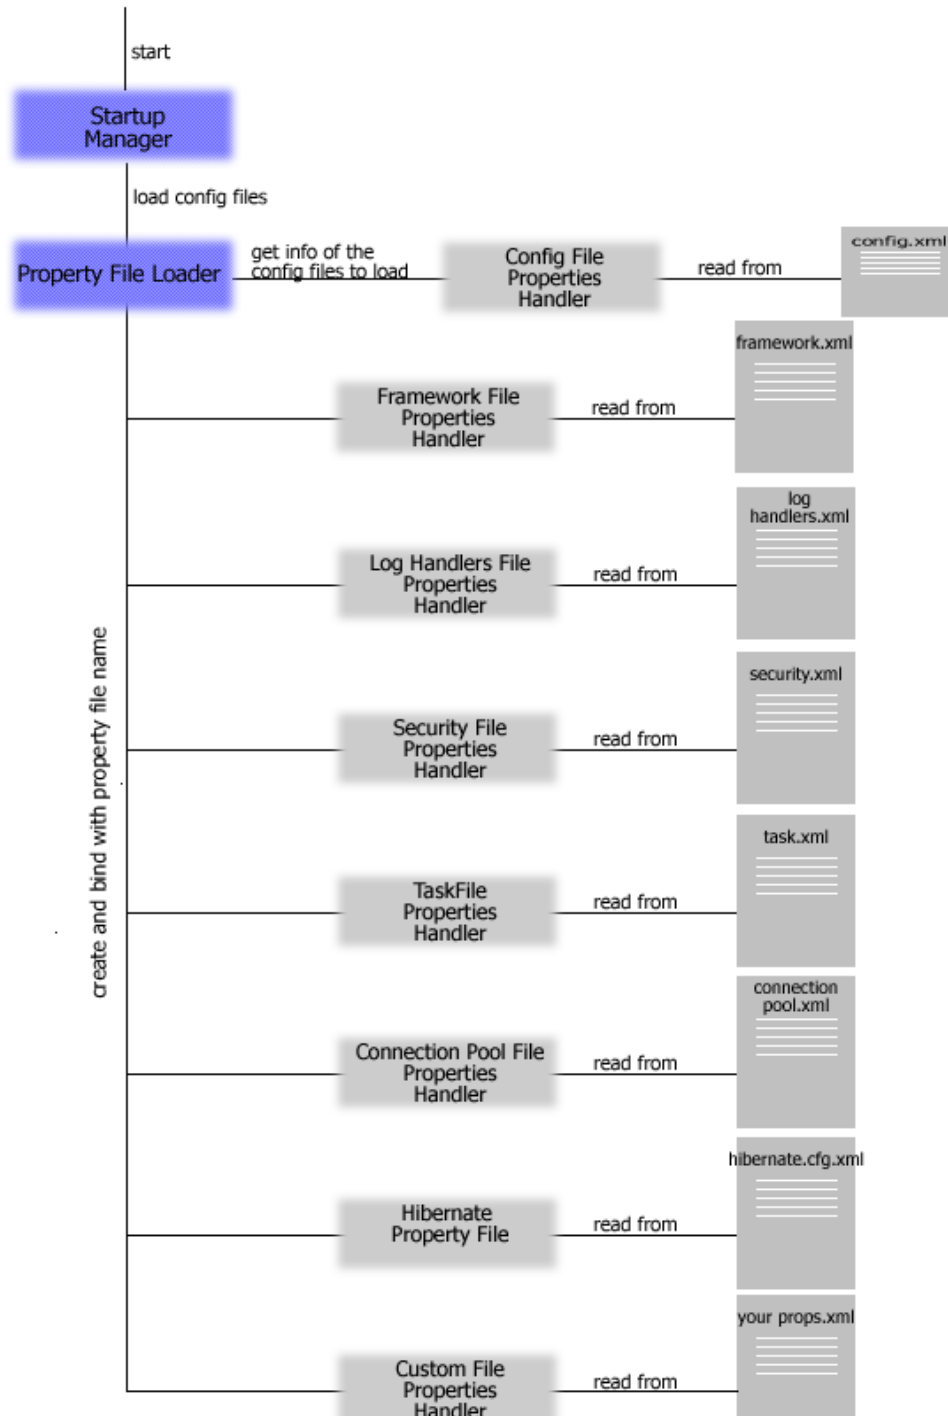 start
Startup
Manager
load config files
Property File Loader
get info of the
config files to load
Config File
Properties
Handler
read from
config.xml
framework.xml
Framework File
Properties
Handler
read from
log
handlers.xml
Log Handlers File
Properties
Handler
read from
create and bind with property file name
security.xml
Security File
Properties
Handler
read from
task.xml
TaskFile
Properties
Handler
read from
connection
pool.xml
Connection Pool File
Properties
Handler
read from
hibernate.cfg.xml
Hibernate
Property File
read from
your props.xml
Custom File
Properties
Handler
read from